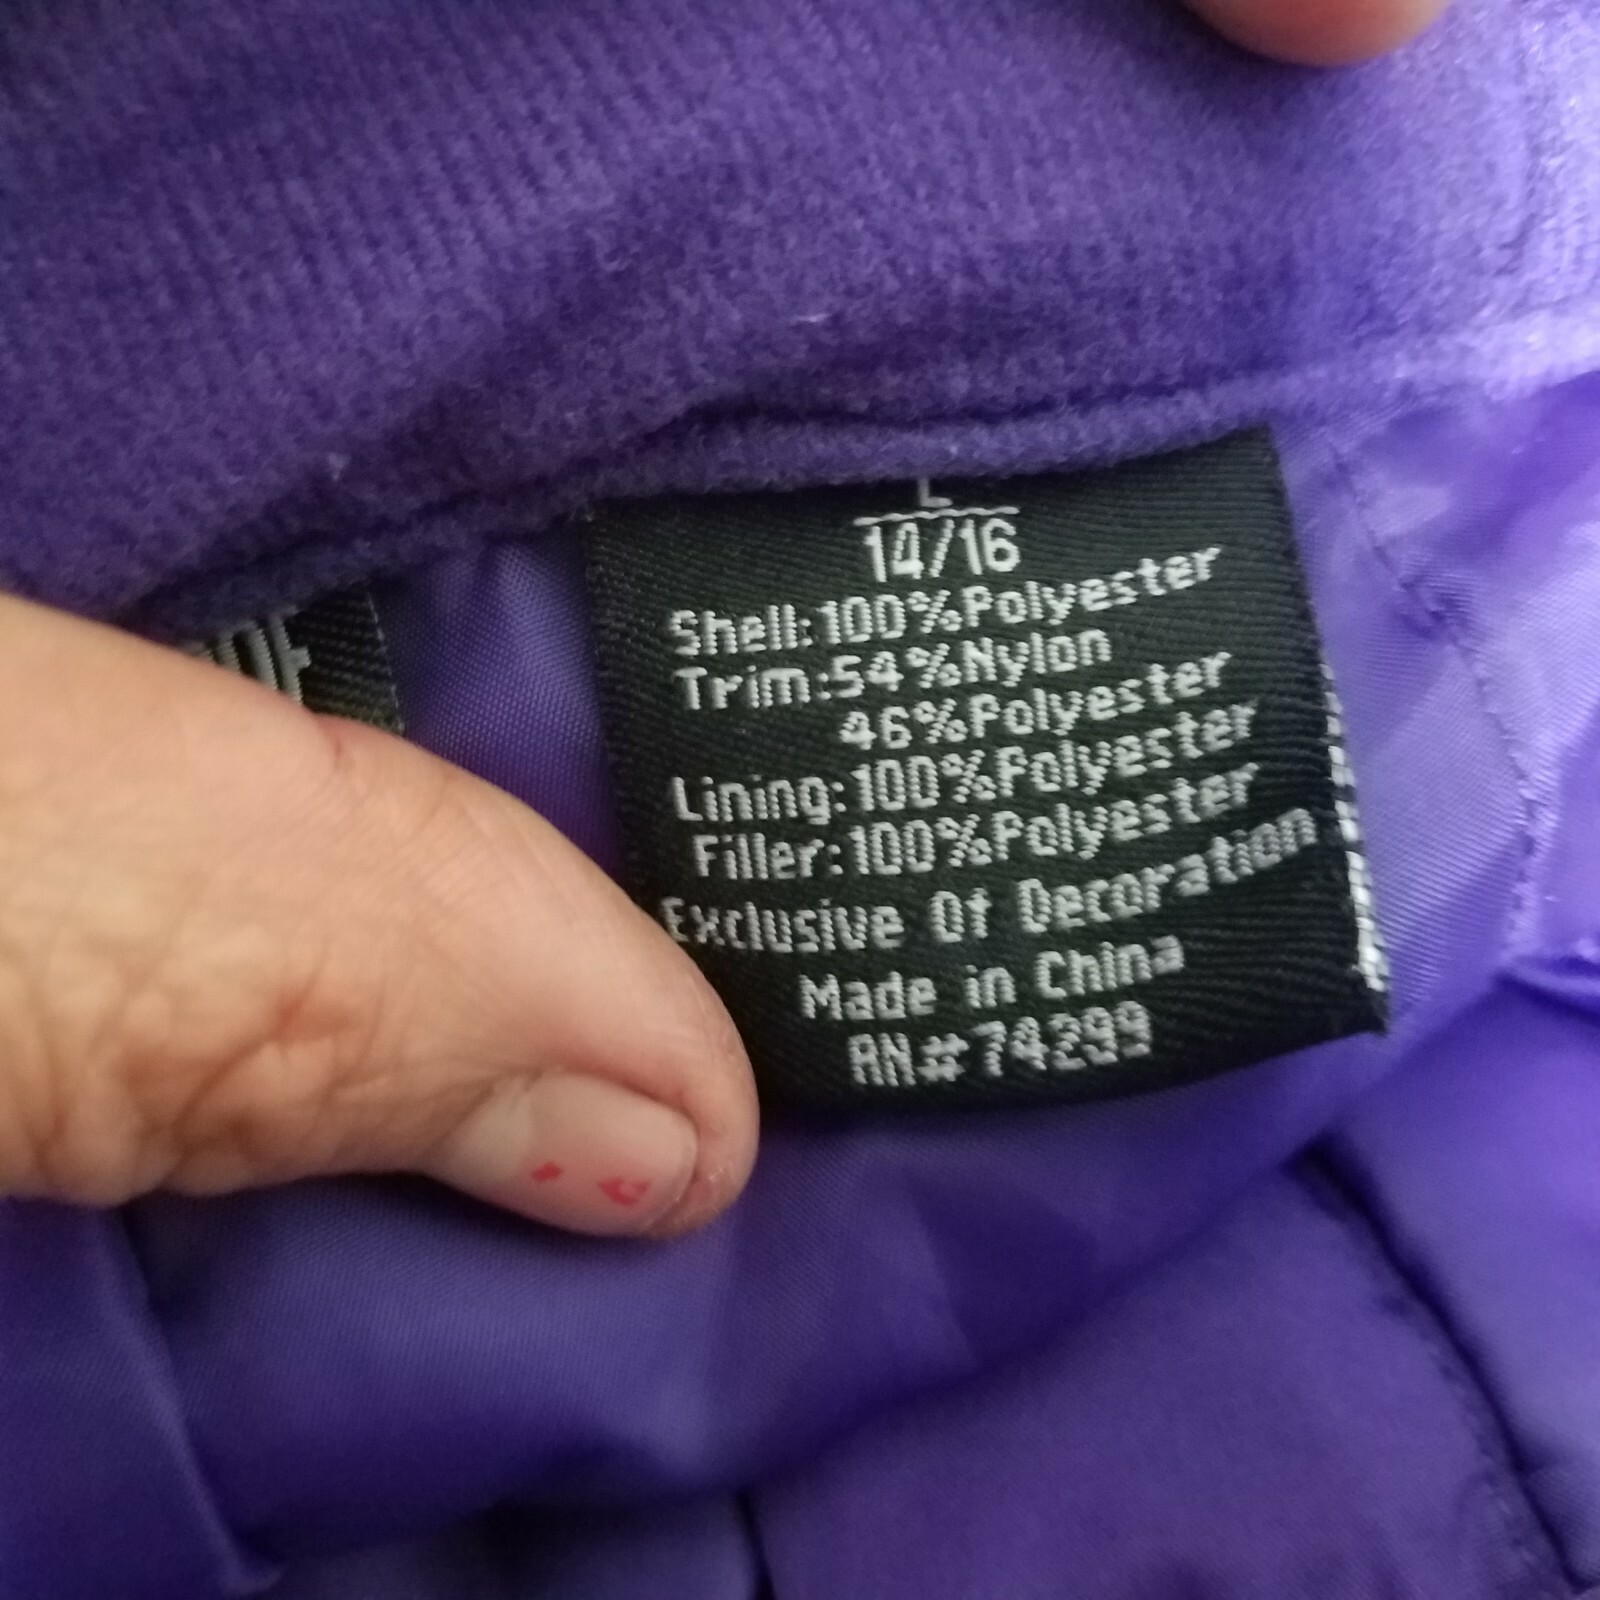 L
14/16
Shell:100%Polyester
Trim:54%Nylon
46%Polyester
Lining:100%Polyester
Filler:100%Polyester
Exclusive Of Decoration
Made in China
RN#74299